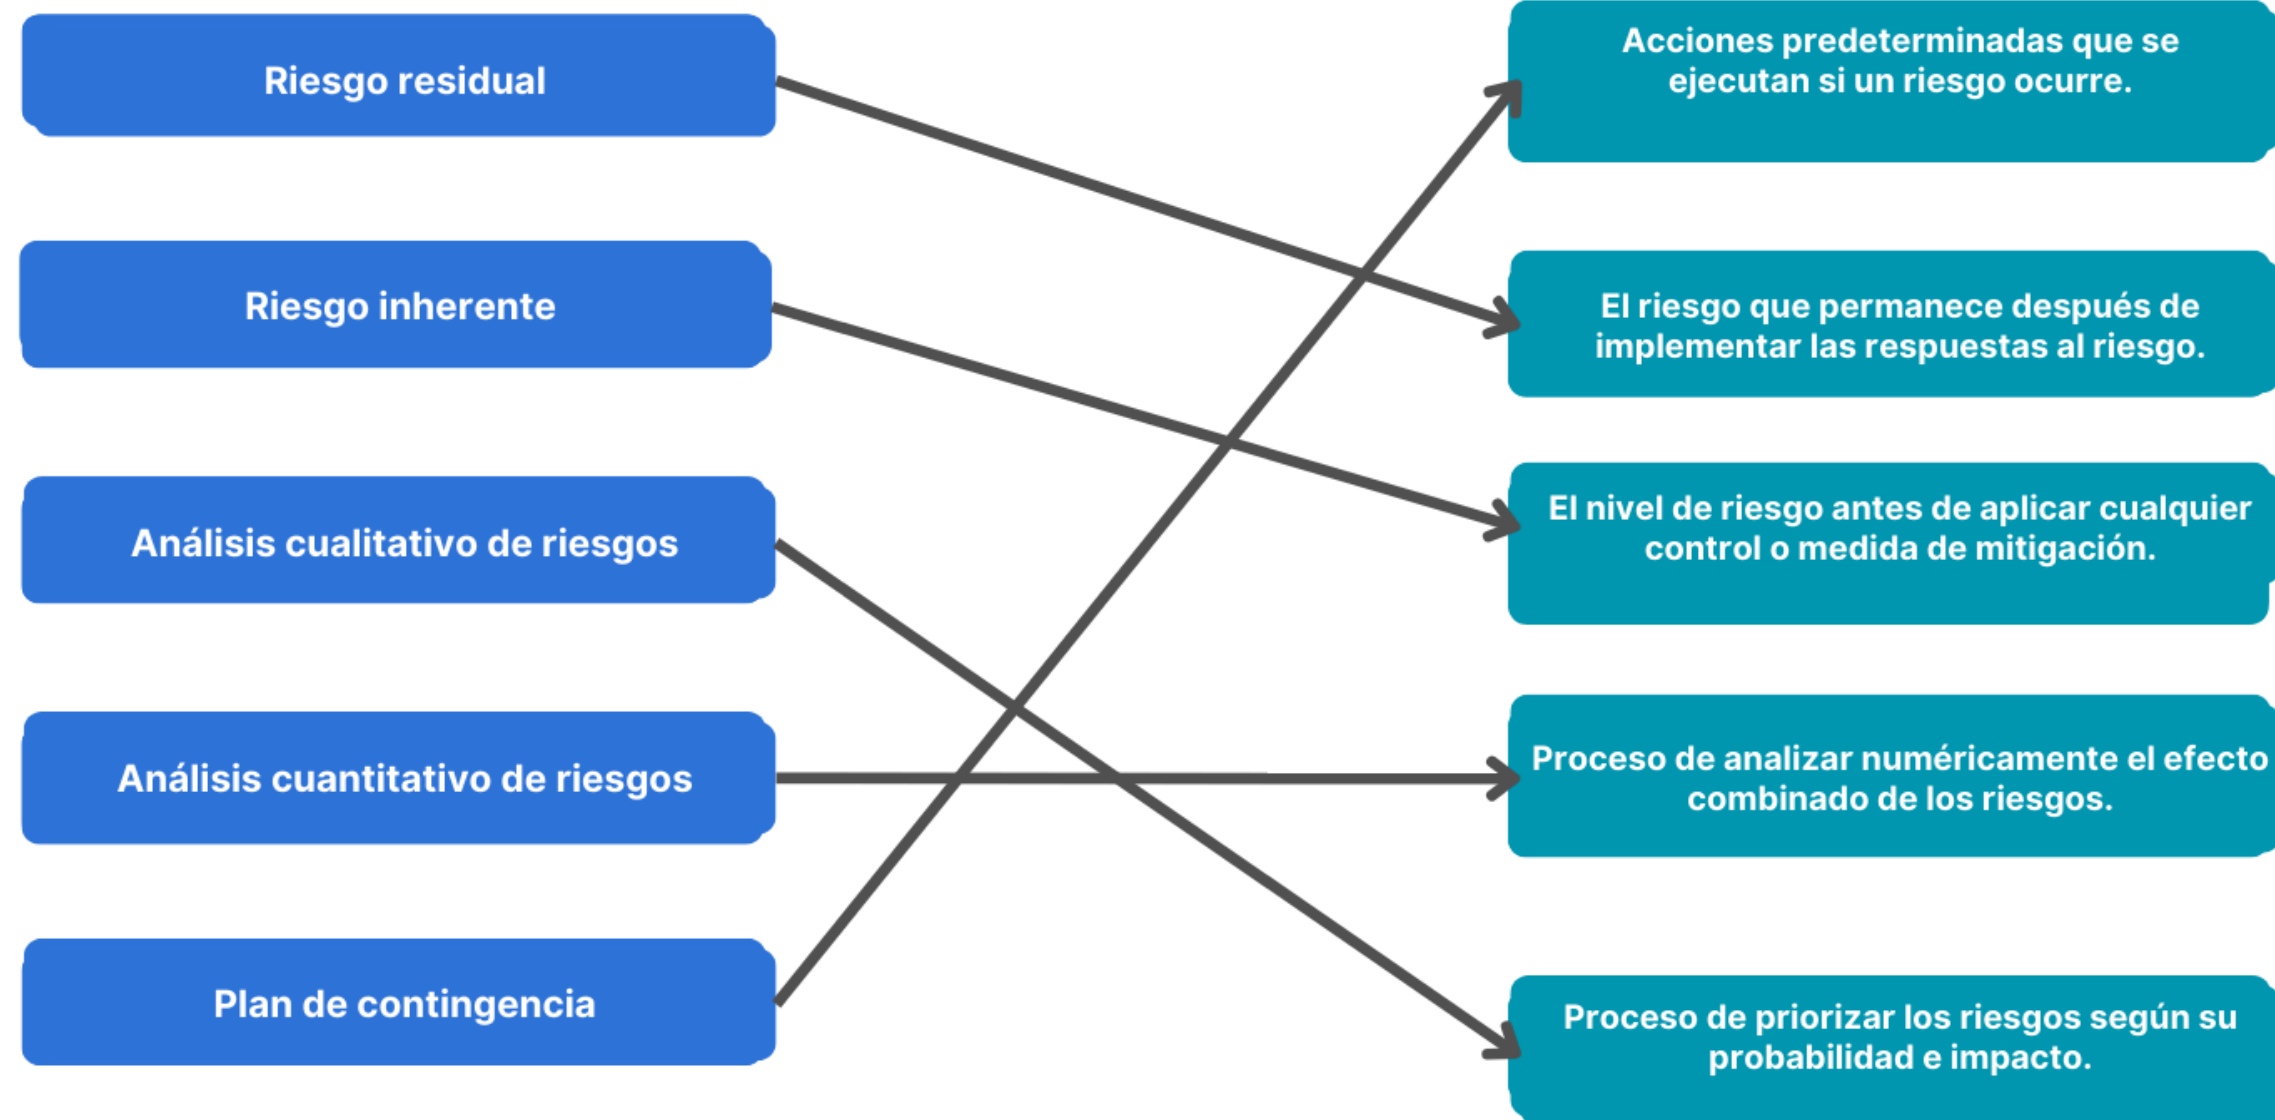 Riesgo residual
Riesgo inherente
Análisis cualitativo de riesgos
Análisis cuantitativo de riesgos
Plan de contingencia
Acciones predeterminadas que se
ejecutan si un riesgo ocurre.
El riesgo que permanece después de
implementar las respuestas al riesgo.
El nivel de riesgo antes de aplicar cualquier
control o medida de mitigación.
Proceso de analizar numéricamente el efecto
combinado de los riesgos.
Proceso de priorizar los riesgos según su
probabilidad e impacto.